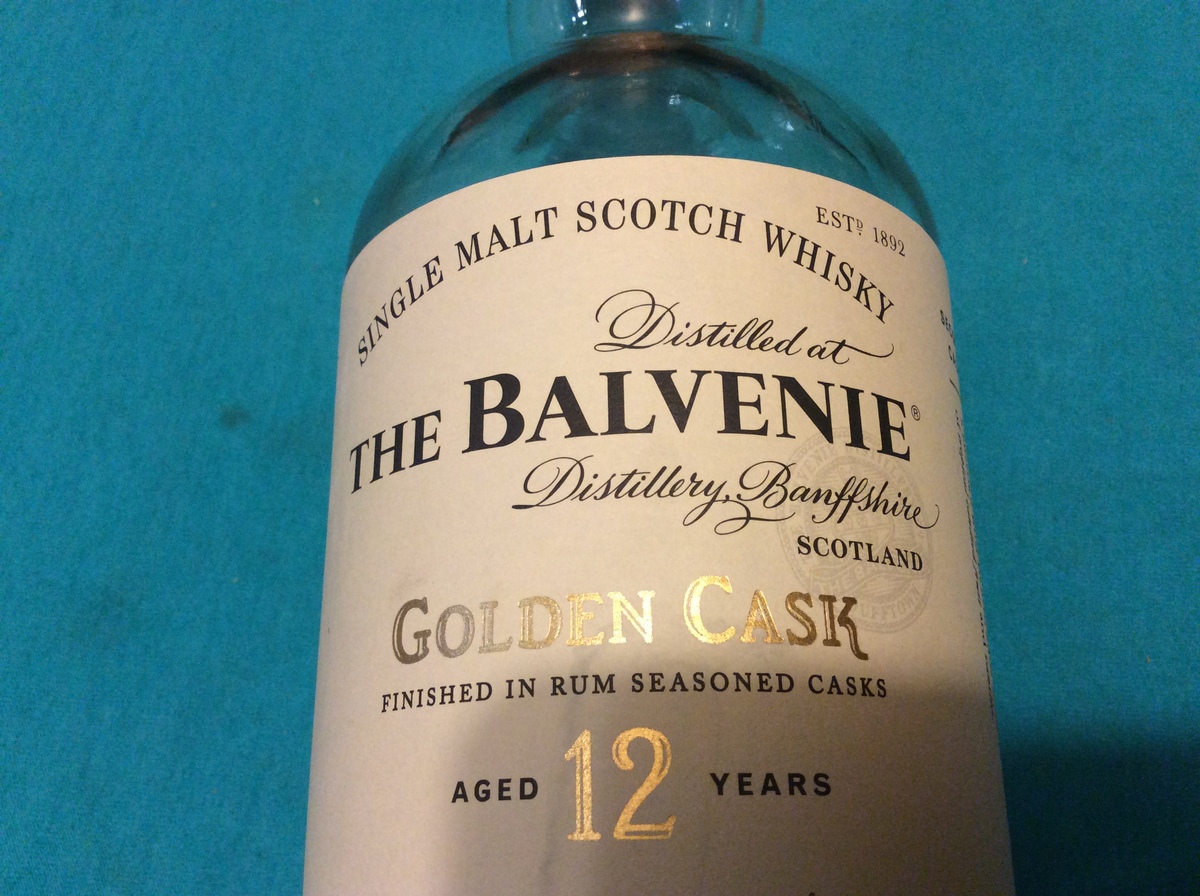 ESTD. 1892
SINGLE MALT SCOTCH WHISKY
Distilled at
THE BALVENIE®
Distillery, Banffshire
SCOTLAND
GOLDEN CASK
FINISHED IN RUM SEASONED CASKS
AGED 12 YEARS